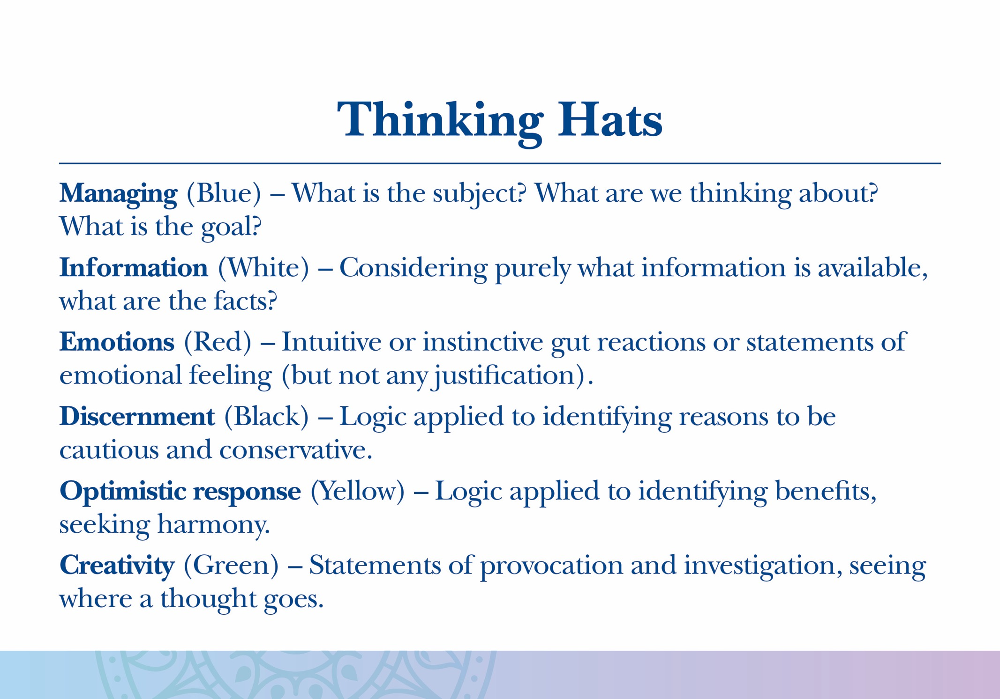 Thinking Hats
Managing (Blue) – What is the subject? What are we thinking about?
What is the goal?
Information (White) – Considering purely what information is available,
what are the facts?
Emotions (Red) – Intuitive or instinctive gut reactions or statements of
emotional feeling (but not any justification).
Discernment (Black) – Logic applied to identifying reasons to be
cautious and conservative.
Optimistic response (Yellow) – Logic applied to identifying benefits,
seeking harmony.
Creativity (Green) – Statements of provocation and investigation, seeing
where a thought goes.